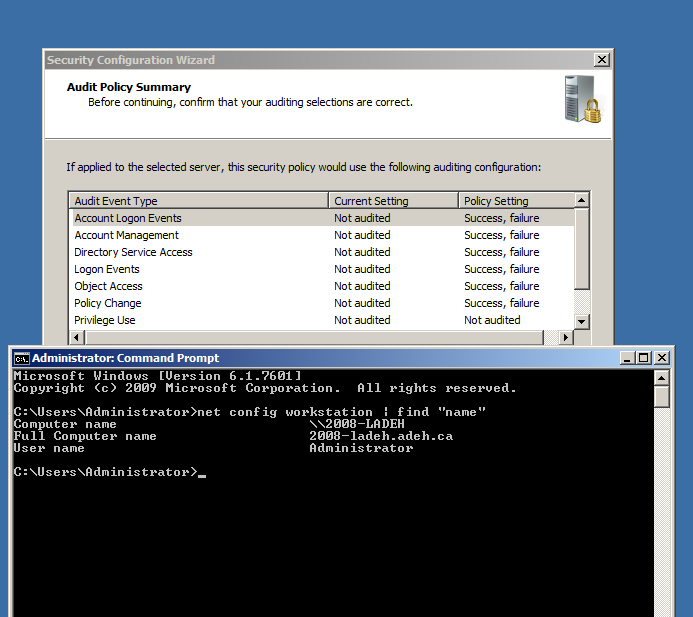 Security Configuration Wizard
Audit Policy Summary
Before continuing, confirm that your auditing selections are correct.
If applied to the selected server, this security policy would use the following auditing configuration:
Audit Event Type Current Setting Policy Setting
Account Logon Events Not audited Success, failure
Account Management Not audited Success, failure
Directory Service Access Not audited Success, failure
Logon Events Not audited Success, failure
Object Access Not audited Success, failure
Policy Change Not audited Success, failure
Privilege Use Not audited Not audited
Administrator: Command Prompt
Microsoft Windows [Version 6.1.7601]
Copyright (c) 2009 Microsoft Corporation.  All rights reserved.
C:\Users\Administrator>net config workstation | find "name"
Computer name \\2008-LADEH
Full Computer name 2008-ladeh.adeh.ca
User name Administrator
C:\Users\Administrator>_